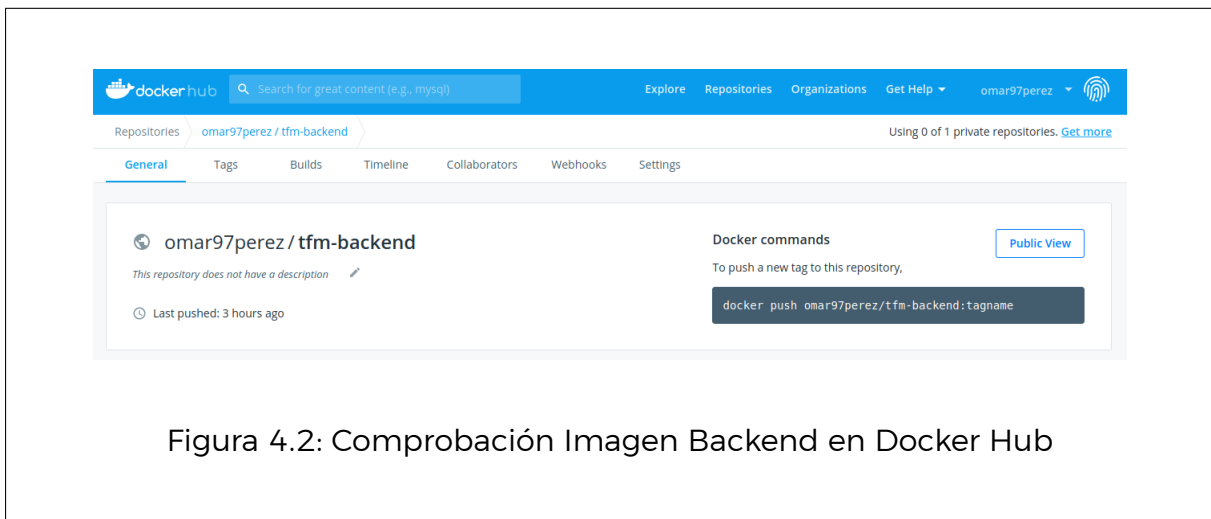 dockerhub Search for great content (e.g., mysql) Explore Repositories Organizations Get Help omar97perez
Repositories omar97perez / tfm-backend Using 0 of 1 private repositories. Get more
General Tags Builds Timeline Collaborators Webhooks Settings
omar97perez / tfm-backend
This repository does not have a description
Last pushed: 3 hours ago
Docker commands
Public View
To push a new tag to this repository,
docker push omar97perez/tfm-backend:tagname
Figura 4.2: Comprobación Imagen Backend en Docker Hub